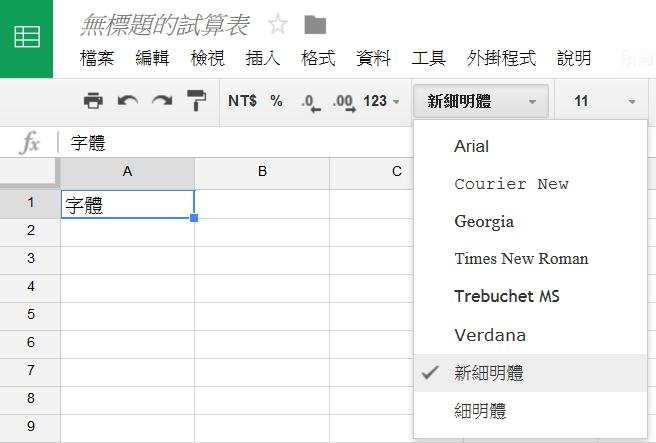 無標題的試算表
檔案 編輯 檢視 插入 格式 資料 工具 外掛程式 說明 所有
NT$ % .0 .00 123 新細明體 11
fx 字體
A B C
1 字體
2
3
4
5
6
7
8
9
Arial
Courier New
Georgia
Times New Roman
Trebuchet MS
Verdana
新細明體
細明體